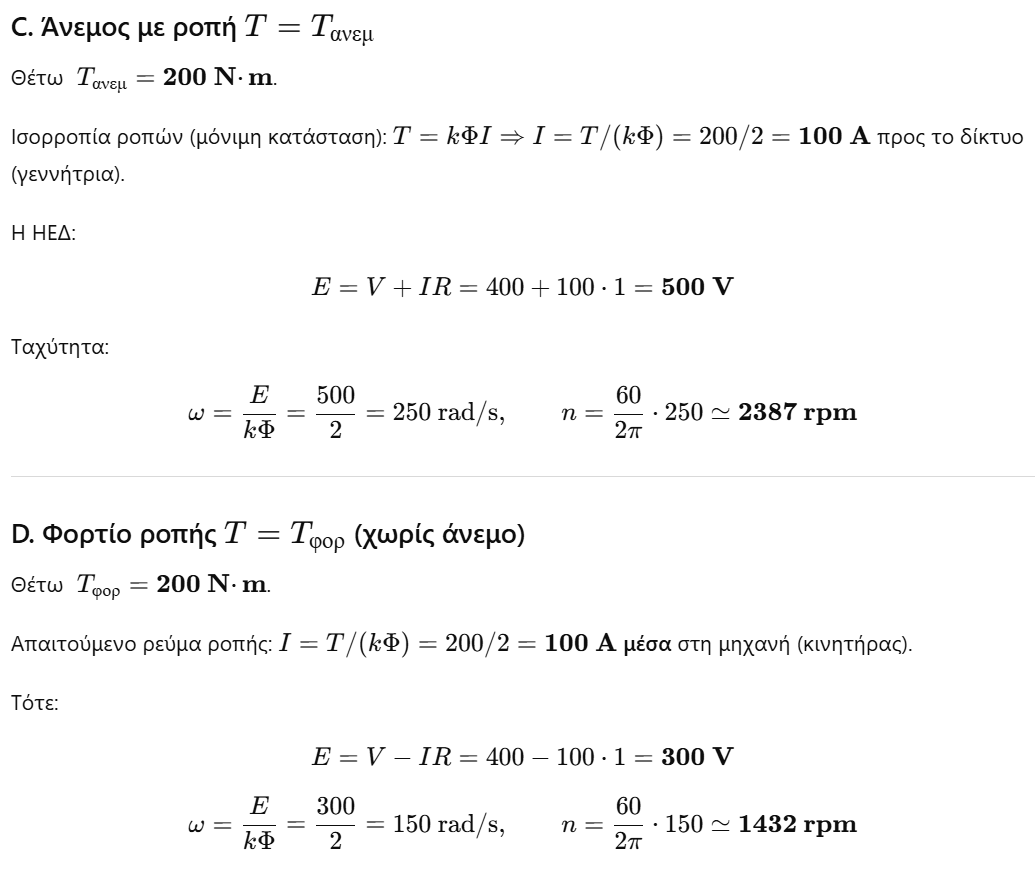 C. Άνεμος με ροπή T = T_ανεμ
Θέτω T_ανεμ = 200 N·m.
Ισορροπία ροπών (μόνιμη κατάσταση): T = kΦI ⇒ I = T/(kΦ) = 200/2 = 100 A προς το δίκτυο
(γεννήτρια).
Η ΗΕΔ:
E = V + IR = 400 + 100 · 1 = 500 V
Ταχύτητα:
ω = E/kΦ = 500/2 = 250 rad/s, n = 60/2π · 250 ≃ 2387 rpm
D. Φορτίο ροπής T = T_φορ (χωρίς άνεμο)
Θέτω T_φορ = 200 N·m.
Απαιτούμενο ρεύμα ροπής: I = T/(kΦ) = 200/2 = 100 A μέσα στη μηχανή (κινητήρας).
Τότε:
E = V − IR = 400 − 100 · 1 = 300 V
ω = E/kΦ = 300/2 = 150 rad/s, n = 60/2π · 150 ≃ 1432 rpm